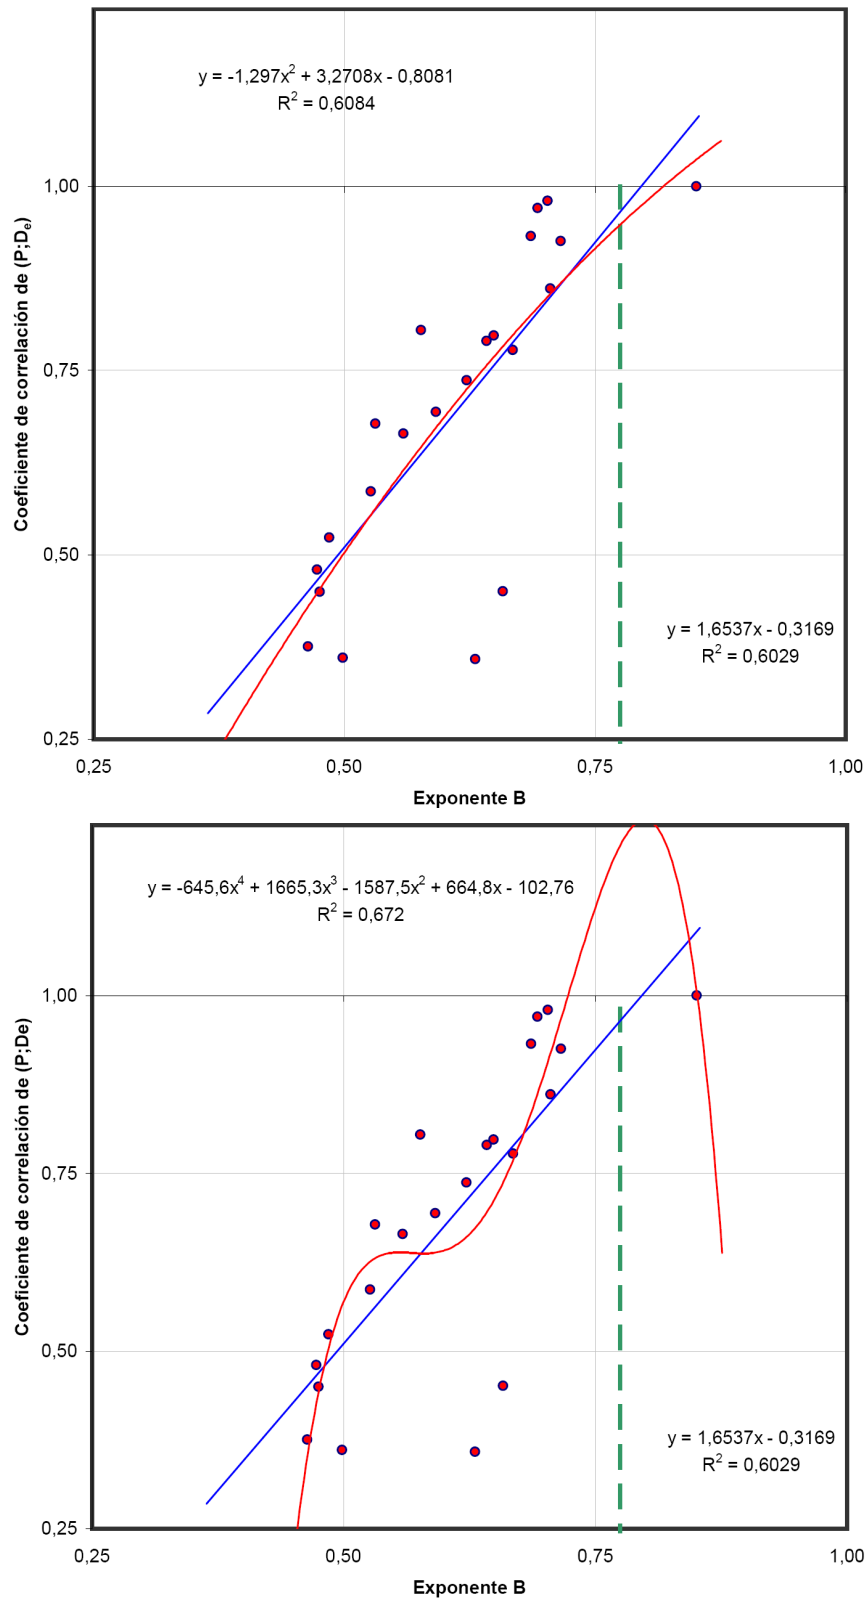 y = -1,297x² + 3,2708x - 0,8081
R² = 0,6084
1,00
0,75
0,50
0,25
Coeficiente de correlación de (P;Dₑ)
y = 1,6537x - 0,3169
R² = 0,6029
0,25 0,50 0,75 1,00
Exponente B
y = -645,6x⁴ + 1665,3x³ - 1587,5x² + 664,8x - 102,76
R² = 0,672
1,00
0,75
0,50
0,25
Coeficiente de correlación de (P;De)
y = 1,6537x - 0,3169
R² = 0,6029
0,25 0,50 0,75 1,00
Exponente B